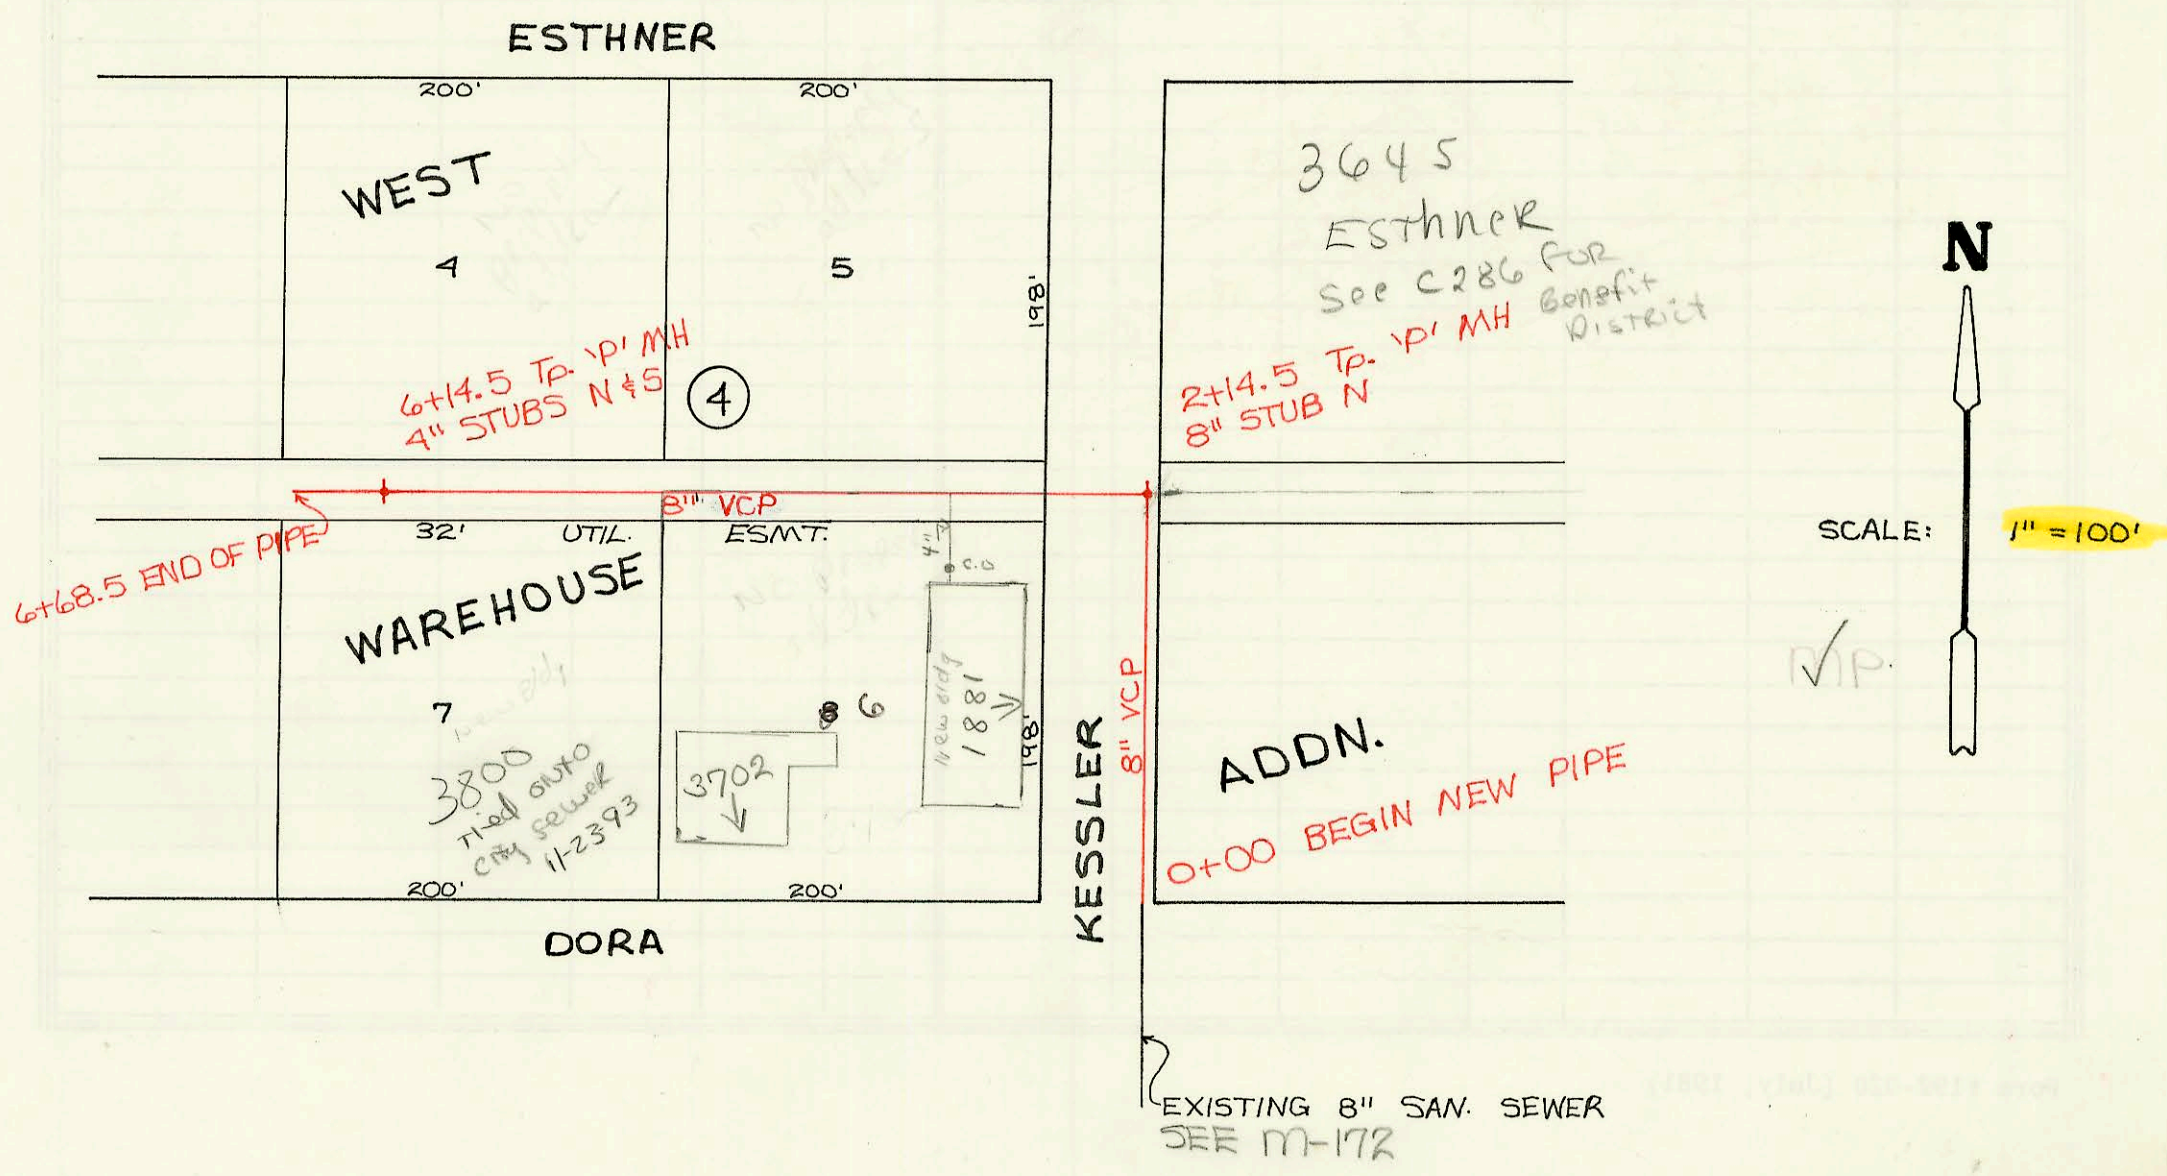 ESTHNER
200'
200'
WEST
4
5
198'
3645
Esthner
See C286 FOR
Benefit
District
N
6+14.5 Tp. 'P' MH
4" STUBS N & S
4
2+14.5 Tp. 'P' MH
8" STUB N
8" VCP
32' UTIL. ESMT.
6+68.5 END OF PIPE
4"
C.O
SCALE: 1" = 100'
WAREHOUSE
7
6
New Bldg
1881
198'
3702
3800
Tied onto
City Sewer
11-23-93
8" VCP
KESSLER
ADDN.
0+00 BEGIN NEW PIPE
MP.
200'
200'
DORA
EXISTING 8" SAN. SEWER
SEE M-172